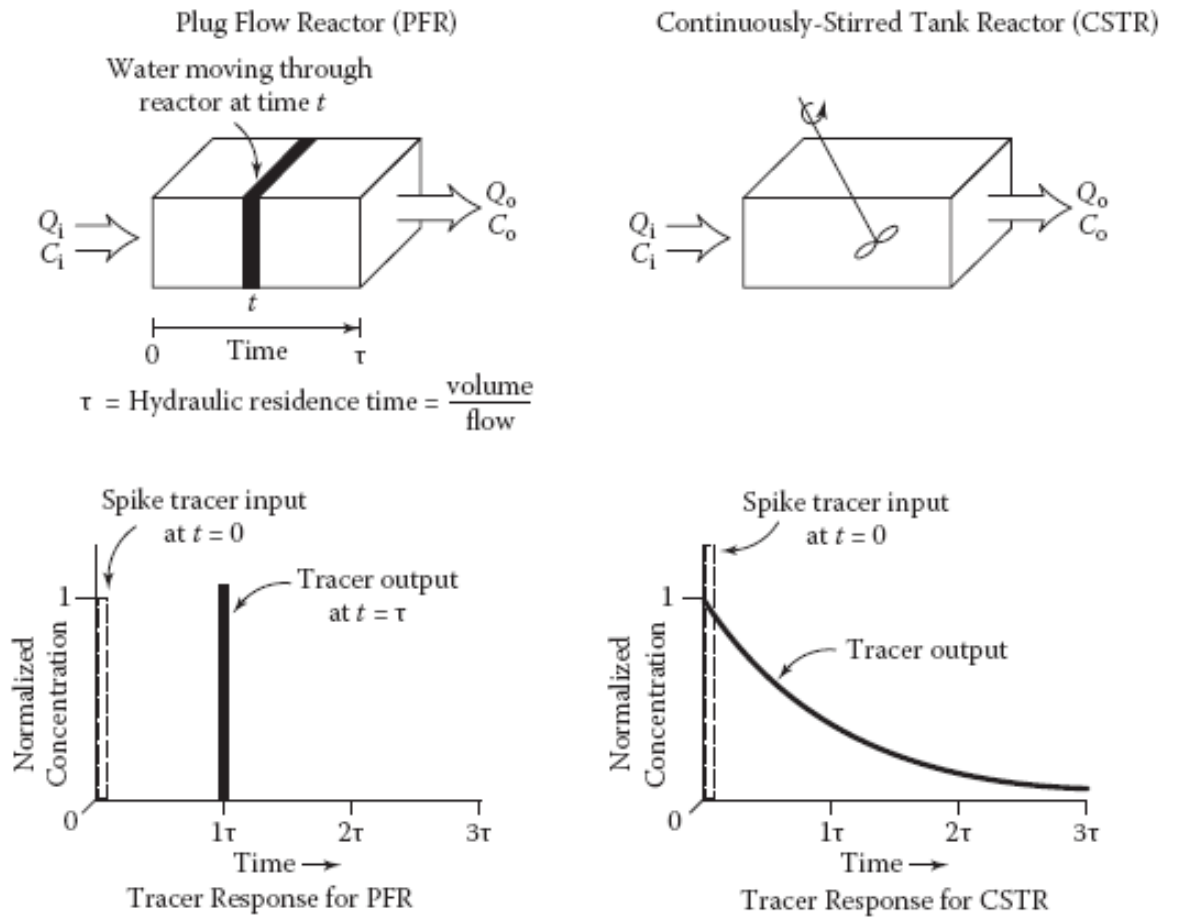 Plug Flow Reactor (PFR)
Water moving through
reactor at time t
Qi
Ci
Qo
Co
t
0
Time
τ
τ = Hydraulic residence time = volume
flow
Continuously-Stirred Tank Reactor (CSTR)
Qi
Ci
Qo
Co
Spike tracer input
at t = 0
Tracer output
at t = τ
1
Normalized
Concentration
0
1τ
2τ
3τ
Time
Tracer Response for PFR
Spike tracer input
at t = 0
Tracer output
1
Normalized
Concentration
0
1τ
2τ
3τ
Time
Tracer Response for CSTR